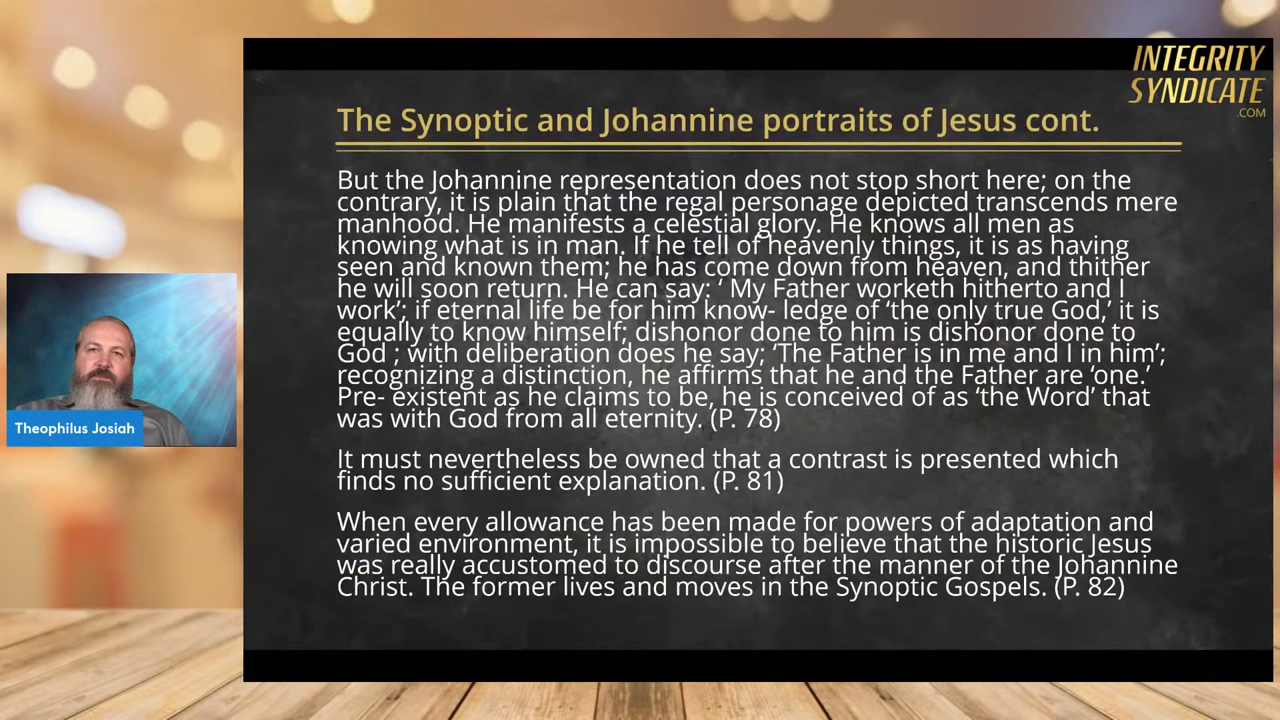 INTEGRITY
SYNDICATE
.COM
The Synoptic and Johannine portraits of Jesus cont.
But the Johannine representation does not stop short here; on the
contrary, it is plain that the regal personage depicted transcends mere
manhood. He manifests a celestial glory. He knows all men as
knowing what is in man. If he tell of heavenly things, it is as having
seen and known them; he has come down from heaven, and thither
he will soon return. He can say: ‘ My Father worketh hitherto and I
work’; if eternal life be for him know- ledge of ‘the only true God,’ it is
equally to know himself; dishonor done to him is dishonor done to
God ; with deliberation does he say; ‘The Father is in me and I in him’;
recognizing a distinction, he affirms that he and the Father are ‘one.’
Pre- existent as he claims to be, he is conceived of as ‘the Word’ that
was with God from all eternity. (P. 78)
It must nevertheless be owned that a contrast is presented which
finds no sufficient explanation. (P. 81)
When every allowance has been made for powers of adaptation and
varied environment, it is impossible to believe that the historic Jesus
was really accustomed to discourse after the manner of the Johannine
Christ. The former lives and moves in the Synoptic Gospels. (P. 82)
Theophilus Josiah